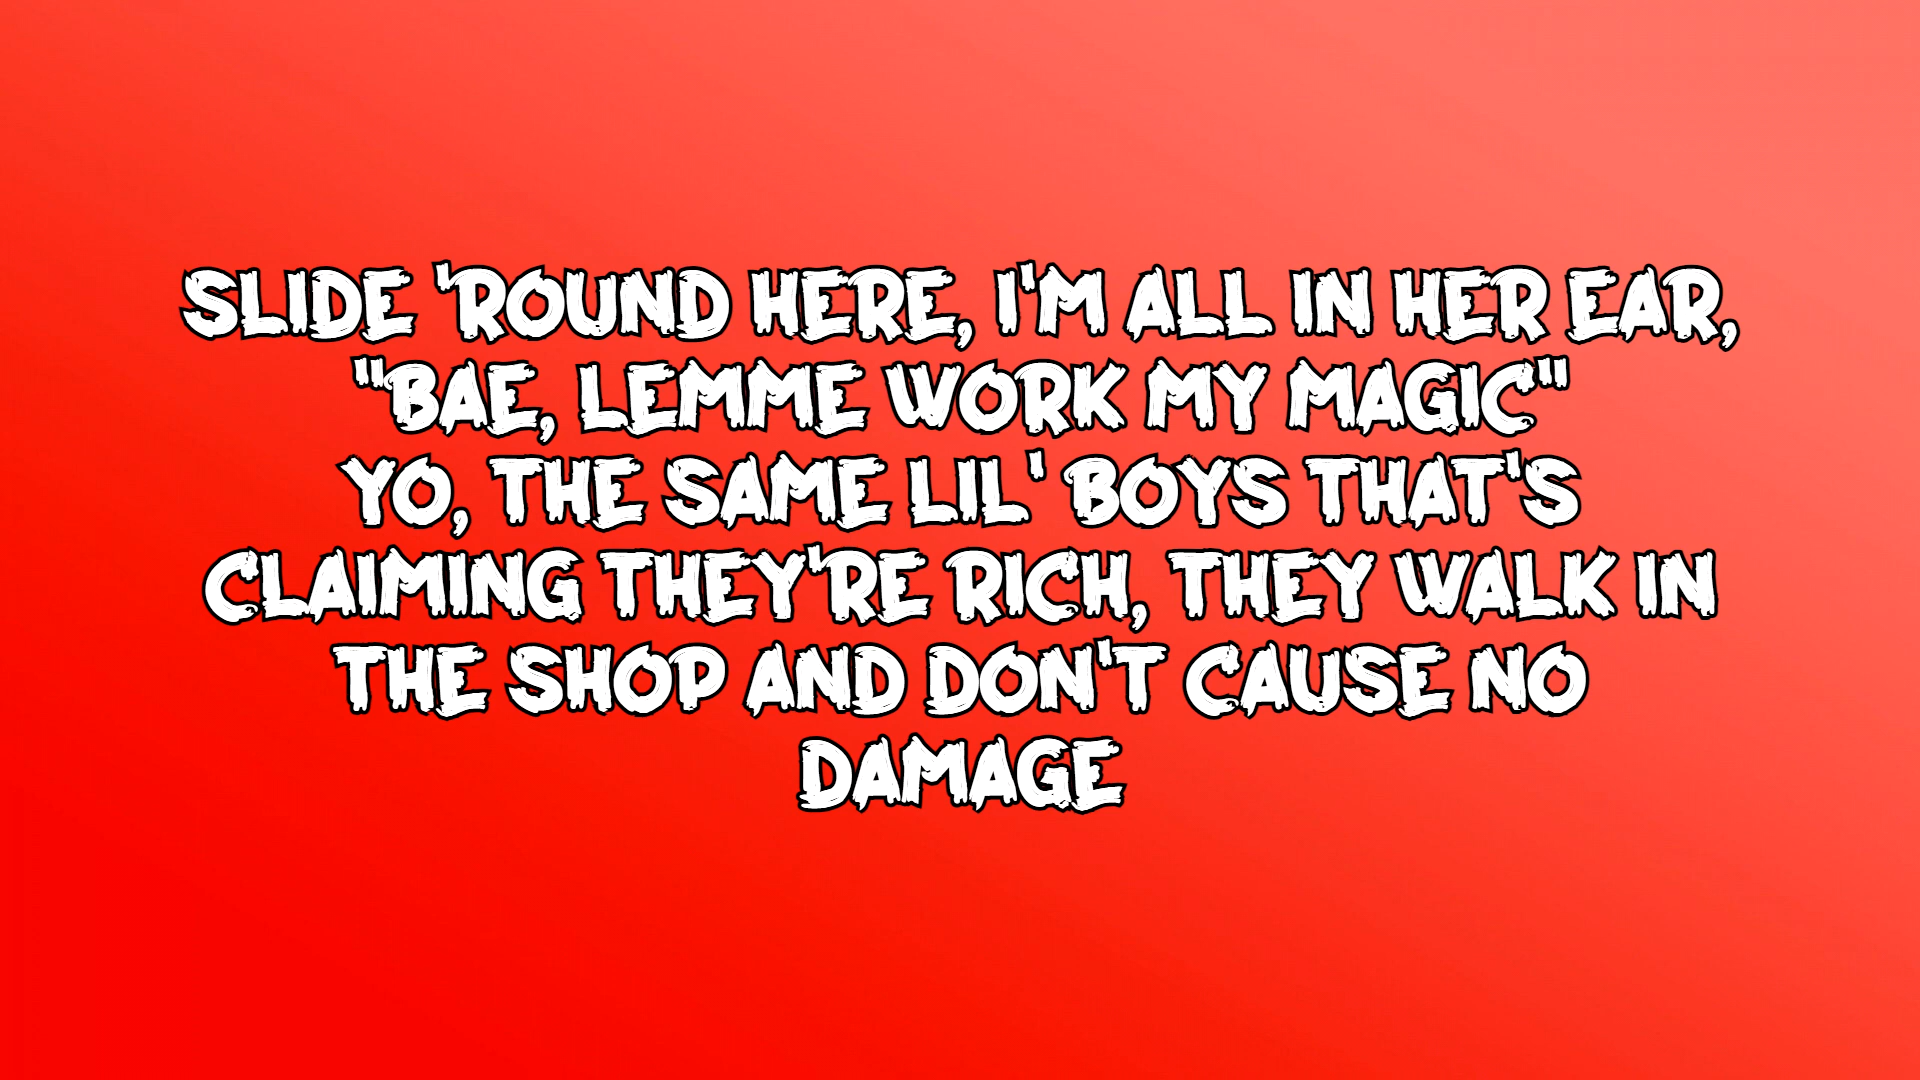 SLIDE 'ROUND HERE, I'M ALL IN HER EAR,
"BAE, LEMME WORK MY MAGIC"
YO, THE SAME LIL' BOYS THAT'S
CLAIMING THEY'RE RICH, THEY WALK IN
THE SHOP AND DON'T CAUSE NO
DAMAGE